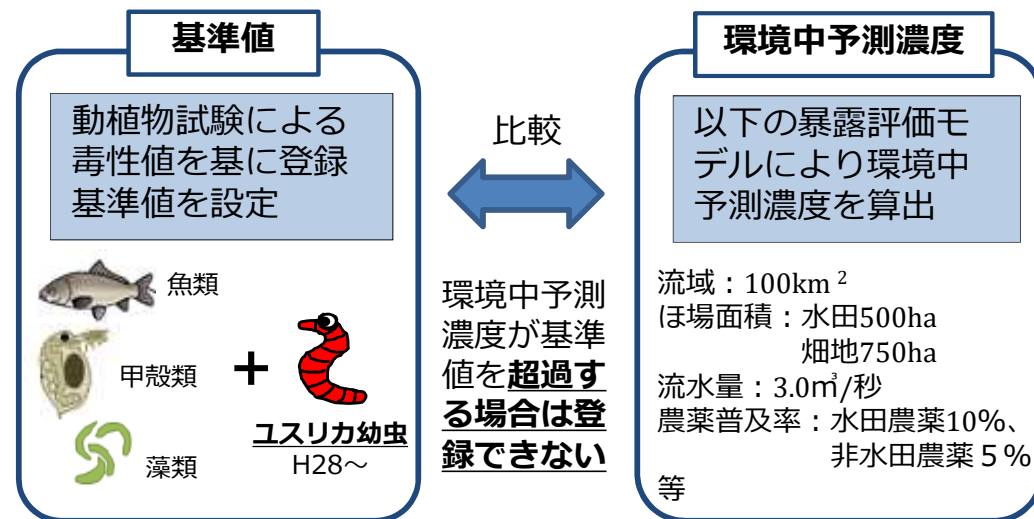 基準値
動植物試験による
毒性値を基に登録
基準値を設定
魚類
甲殻類
藻類
+
ユスリカ幼虫
H28～
比較
環境中予測
濃度が基準
値を超過す
る場合は登
録できない
環境中予測濃度
以下の暴露評価モ
デルにより環境中
予測濃度を算出
流域：100km ²
ほ場面積：水田500ha
畑地750ha
流水量：3.0㎥/秒
農薬普及率：水田農薬10%、
非水田農薬５%
等